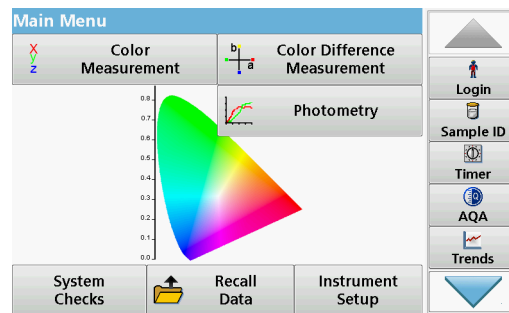 Main Menu
X
y
z
Color
Measurement
b
a
Color Difference
Measurement
Photometry
0.8
0.7
0.6
0.5
0.4
0.3
0.2
0.1
0.0
System
Checks
Recall
Data
Instrument
Setup
Login
Sample ID
Timer
AQA
Trends